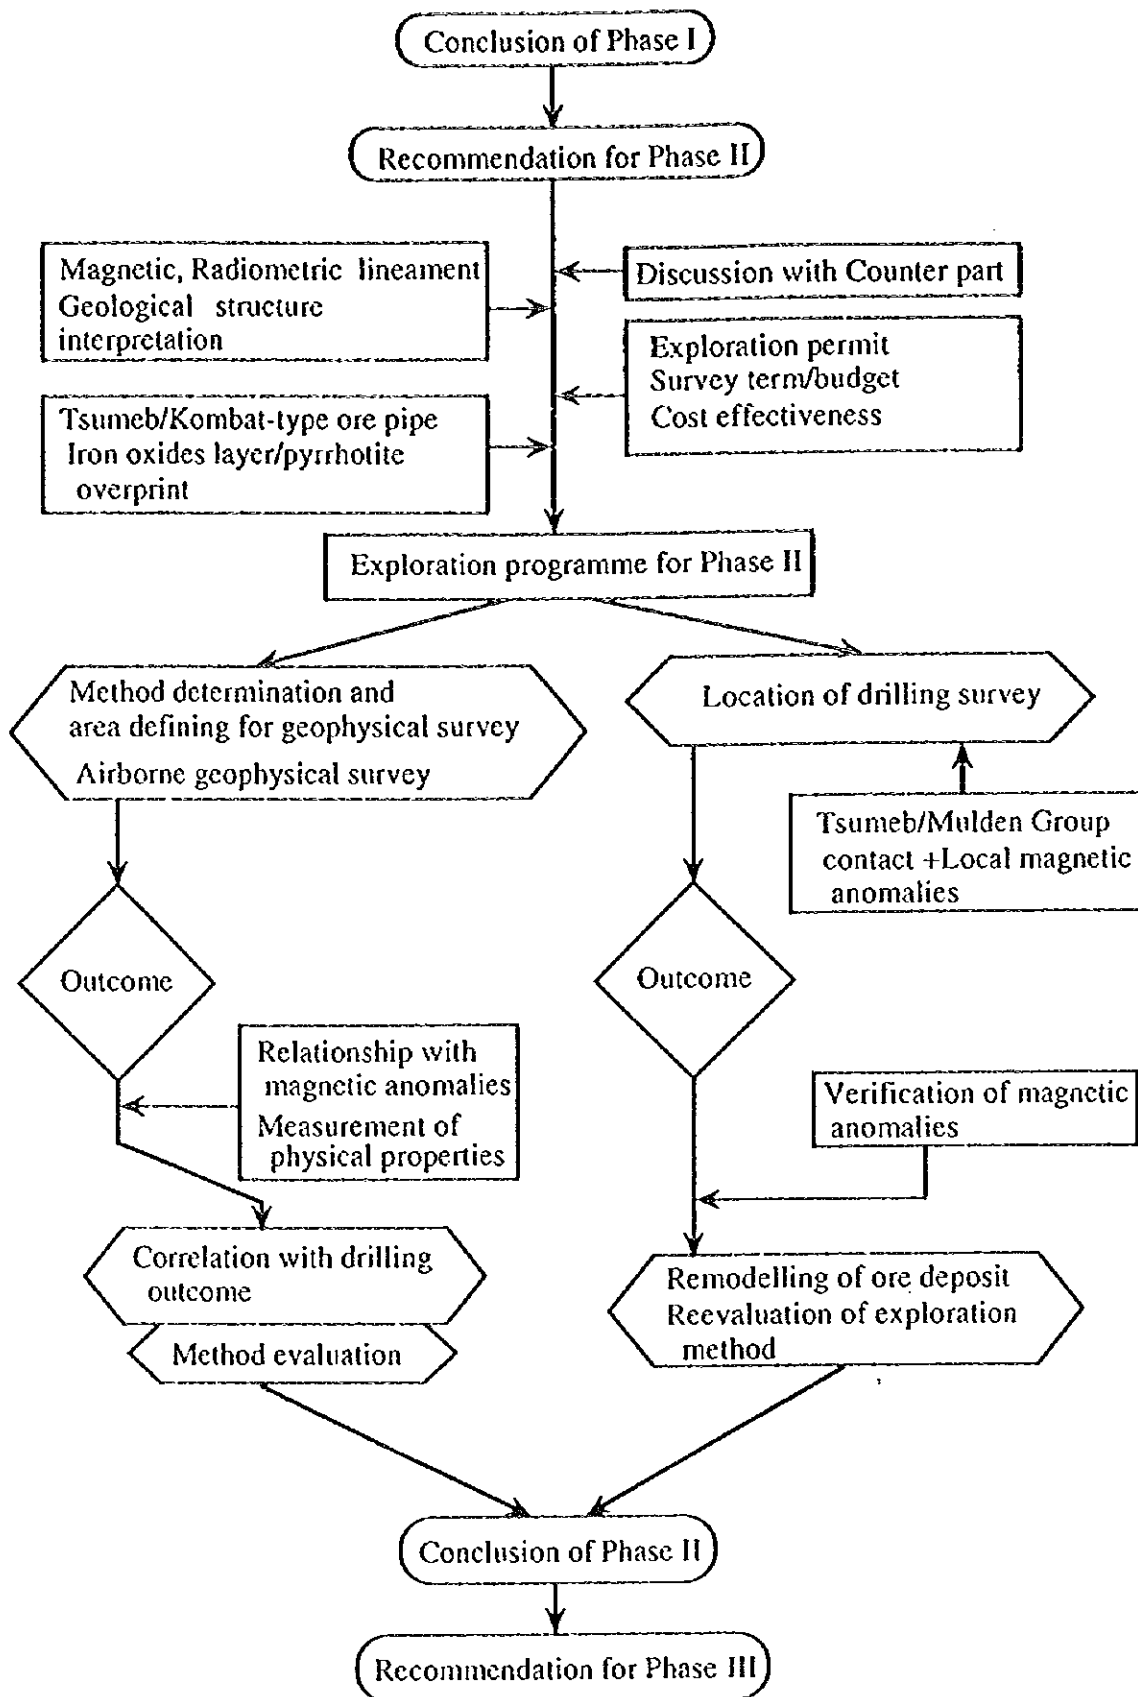 Conclusion of Phase I
Recommendation for Phase II
Magnetic, Radiometric lineament
Geological structure
interpretation
Discussion with Counter part
Exploration permit
Survey term/budget
Cost effectiveness
Tsumeb/Kombat-type ore pipe
Iron oxides layer/pyrrhotite
overprint
Exploration programme for Phase II
Method determination and
area defining for geophysical survey
Airborne geophysical survey
Location of drilling survey
Tsumeb/Mulden Group
contact +Local magnetic
anomalies
Outcome
Outcome
Relationship with
magnetic anomalies
Measurement of
physical properties
Verification of magnetic
anomalies
Correlation with drilling
outcome
Method evaluation
Remodelling of ore deposit
Reevaluation of exploration
method
Conclusion of Phase II
Recommendation for Phase III